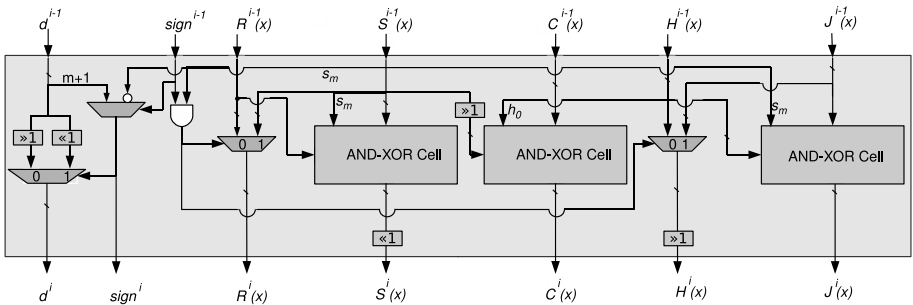 d^{i-1} sign^{i-1} R^{i-1}(x) S^{i-1}(x) C^{i-1}(x) H^{i-1}(x) J^{i-1}(x)
m+1 s_m
s_m »1 h_0 s_m
»1 «1
0 1 AND-XOR Cell AND-XOR Cell 0 1 AND-XOR Cell
0 1
«1 »1
d^i sign^i R^i(x) S^i(x) C^i(x) H^i(x) J^i(x)